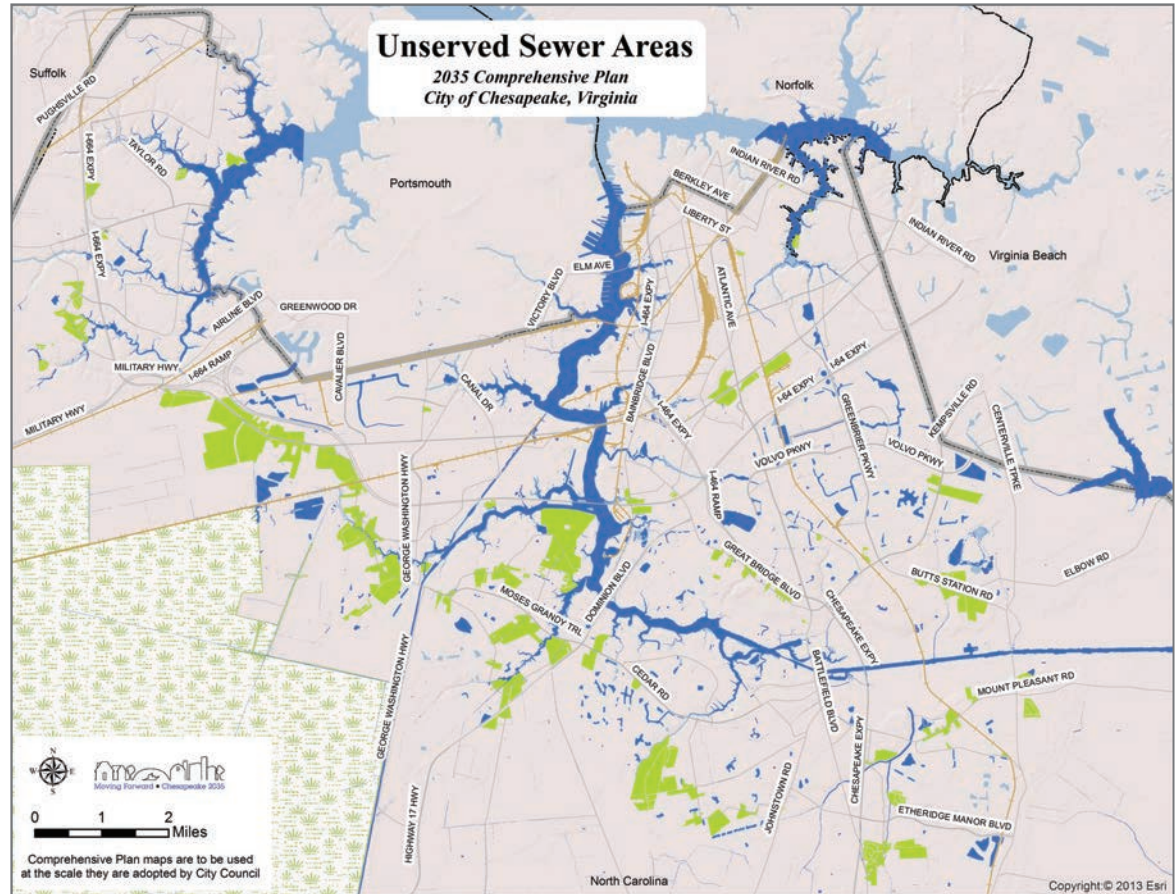 Unserved Sewer Areas
2035 Comprehensive Plan
City of Chesapeake, Virginia
Suffolk
Norfolk
PUGHSVILLE RD
I-664 EXPY
TAYLOR RD
Portsmouth
INDIAN RIVER RD
BERKLEY AVE
LIBERTY ST
INDIAN RIVER RD
Virginia Beach
I-664 EXPY
ELM AVE
VICTORY BLVD
I-464 EXPY
ATLANTIC AVE
AIRLINE BLVD
GREENWOOD DR
MILITARY HWY
I-664 RAMP
CAVALIER BLVD
CANAL DR
BAINBRIDGE BLVD
I-64 EXPY
I-64 EXPY
MILITARY HWY
I-464 EXPY
GREENBRIER PKWY
KEMPSVILLE RD
CENTERVILLE TPKE
VOLVO PKWY
VOLVO PKWY
GEORGE WASHINGTON HWY
I-464 RAMP
GREAT BRIDGE BLVD
ELBOW RD
BUTTS STATION RD
MOSES GRANDY TRL
DOMINION BLVD
CHESAPEAKE EXPY
GEORGE WASHINGTON HWY
CEDAR RD
BATTLEFIELD BLVD
MOUNT PLEASANT RD
CHESAPEAKE EXPY
JOHNSTOWN RD
HIGHWAY 17 HWY
ETHERIDGE MANOR BLVD
N
W E
S
Moving Forward • Chesapeake 2035
0 1 2
Miles
Comprehensive Plan maps are to be used
at the scale they are adopted by City Council
North Carolina
Copyright:© 2013 Esri